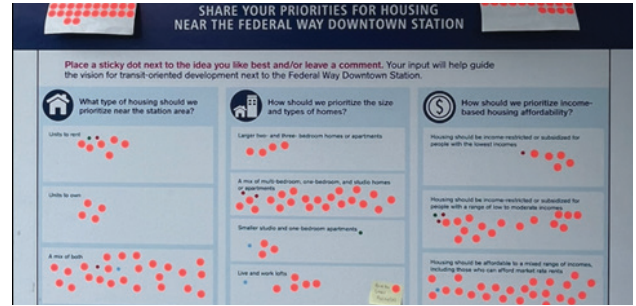 SHARE YOUR PRIORITIES FOR HOUSING
NEAR THE FEDERAL WAY DOWNTOWN STATION
Place a sticky dot next to the idea you like best and/or leave a comment. Your input will help guide
the vision for transit-oriented development next to the Federal Way Downtown Station.
What type of housing should we
prioritize near the station area?
Units to rent
Units to own
A mix of both
How should we prioritize the size
and types of homes?
Larger two- and three- bedroom homes or apartments
A mix of multi-bedroom, one-bedroom, and studio homes
or apartments
Smaller studio and one-bedroom apartments
Live and work lofts
How should we prioritize income-
based housing affordability?
Housing should be income-restricted or subsidized for
people with the lowest incomes
Housing should be income-restricted or subsidized for
people with a range of low to moderate incomes
Housing should be affordable to a mixed range of incomes,
including those who can afford market rate rents